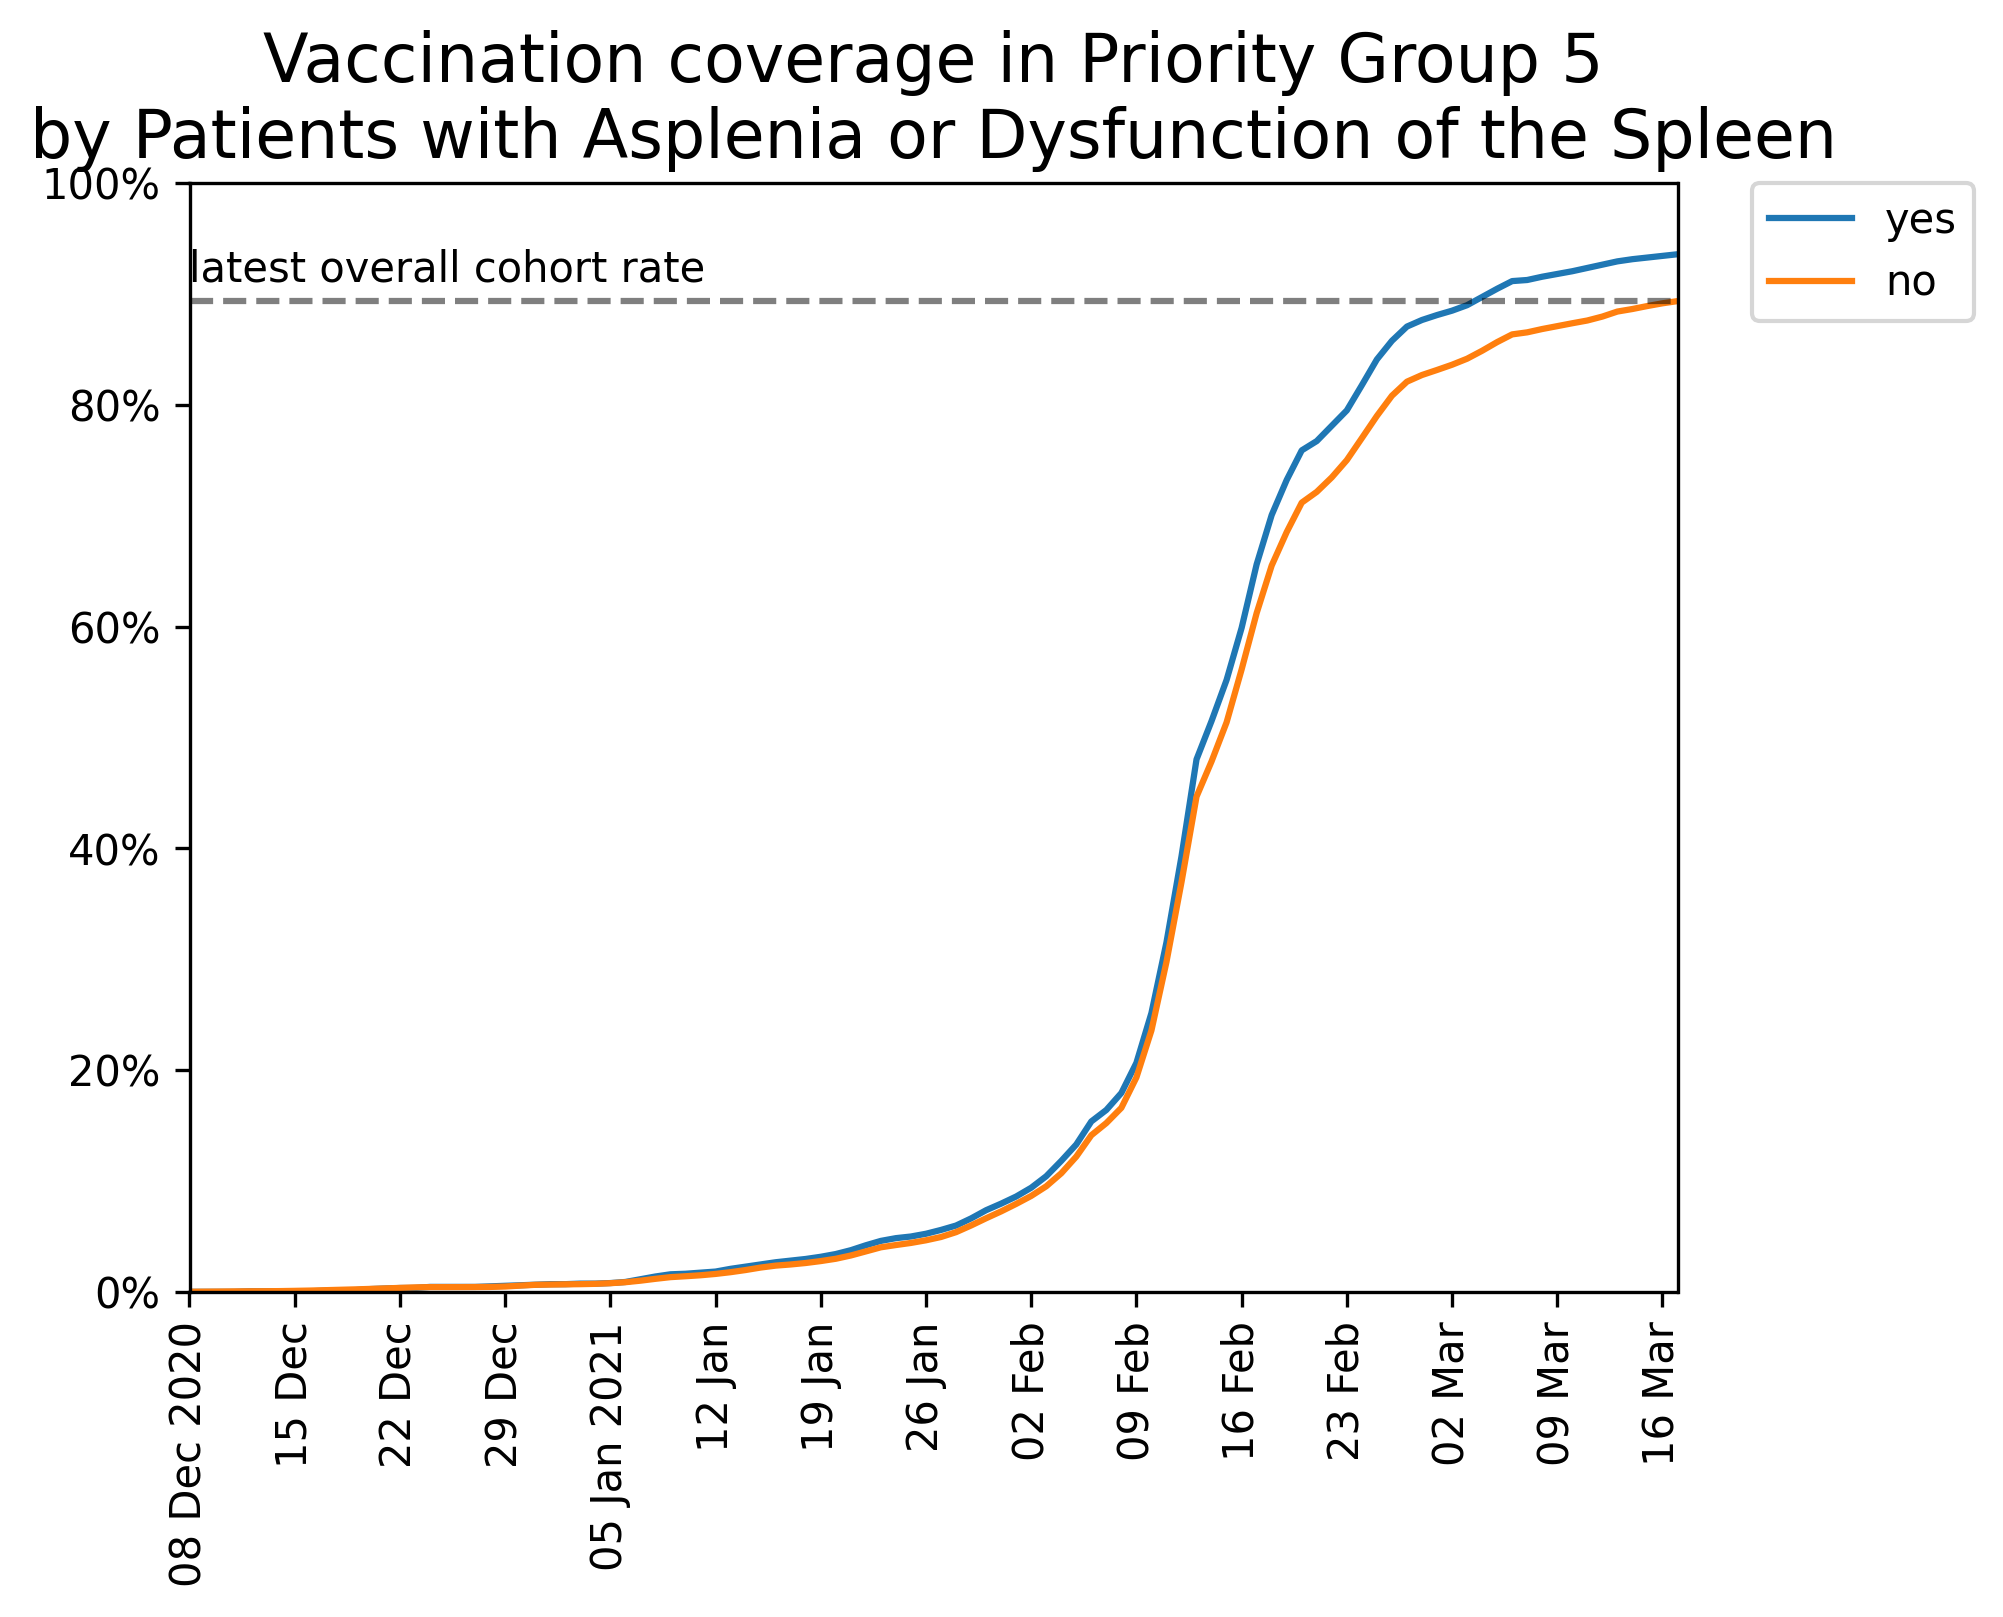 Vaccination coverage in Priority Group 5
by Patients with Asplenia or Dysfunction of the Spleen
100%
80%
60%
40%
20%
0%
latest overall cohort rate
yes
no
08 Dec 2020
15 Dec
22 Dec
29 Dec
05 Jan 2021
12 Jan
19 Jan
26 Jan
02 Feb
09 Feb
16 Feb
23 Feb
02 Mar
09 Mar
16 Mar